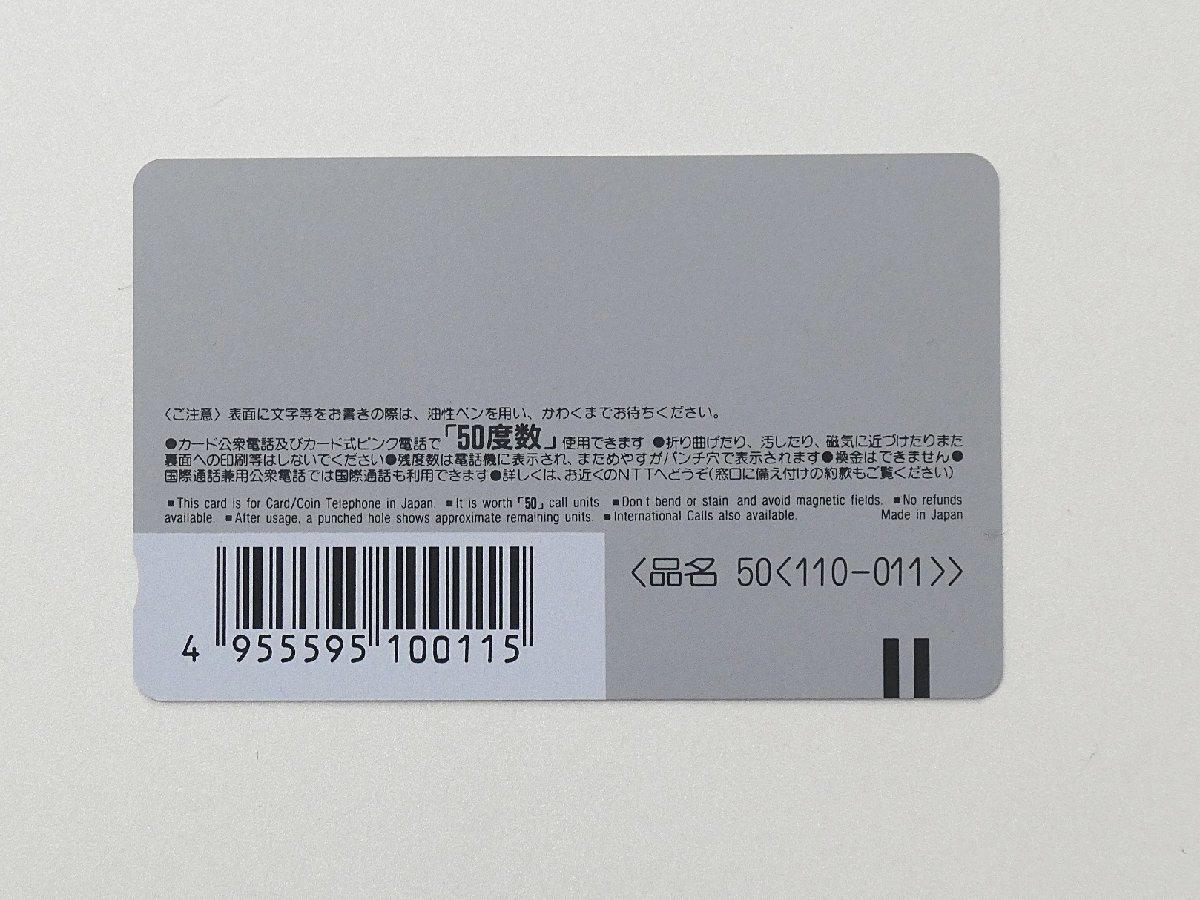 〈ご注意〉表面に文字等をお書きの際は、油性ペンを用い、かわくまでお待ちください。
●カード公衆電話及びカード式ピンク電話で「50度数」使用できます ●折り曲げたり、汚したり、磁気に近づけたりまた
裏面への印刷等はしないでください●残度数は電話機に表示され、まためやすがパンチ穴で表示されます●換金はできません●
国際通話兼用公衆電話では国際通話も利用できます●詳しくは、お近くのNTTへどうぞ(窓口に備え付けの約款もご覧ください)
■This card is for Card/Coin Telephone in Japan. ■It is worth「50」call units ■Don't bend or stain and avoid magnetic fields. ■No refunds
available. ■After usage, a punched hole shows approximate remaining units. ■International Calls also available. Made in Japan
〈品名 50〈110-011〉〉
4 955595 100115